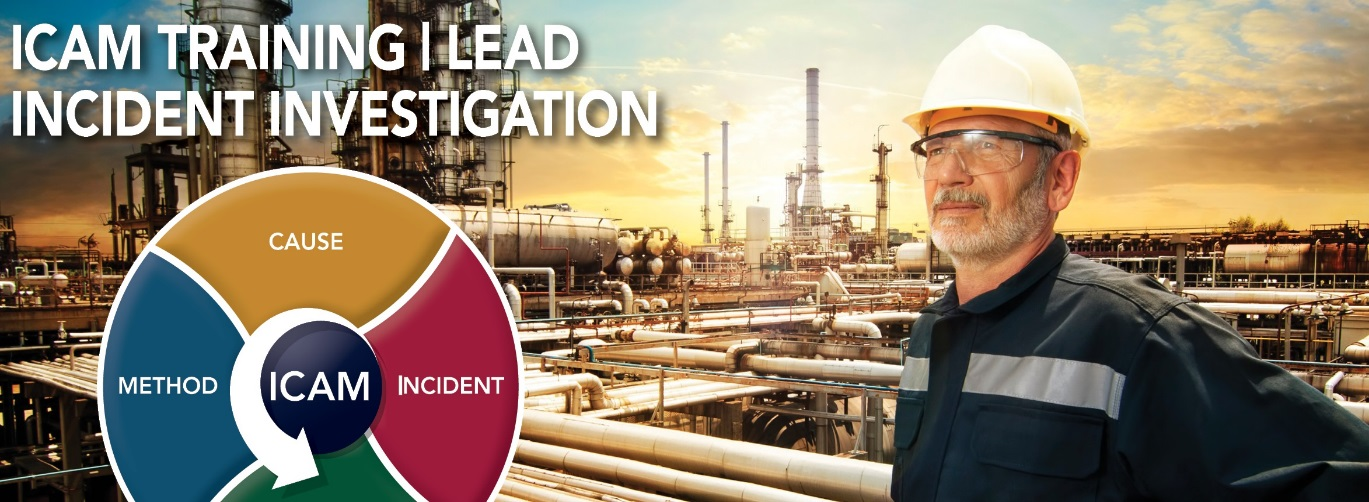 ICAM TRAINING | LEAD
INCIDENT INVESTIGATION
CAUSE
METHOD
ICAM
INCIDENT